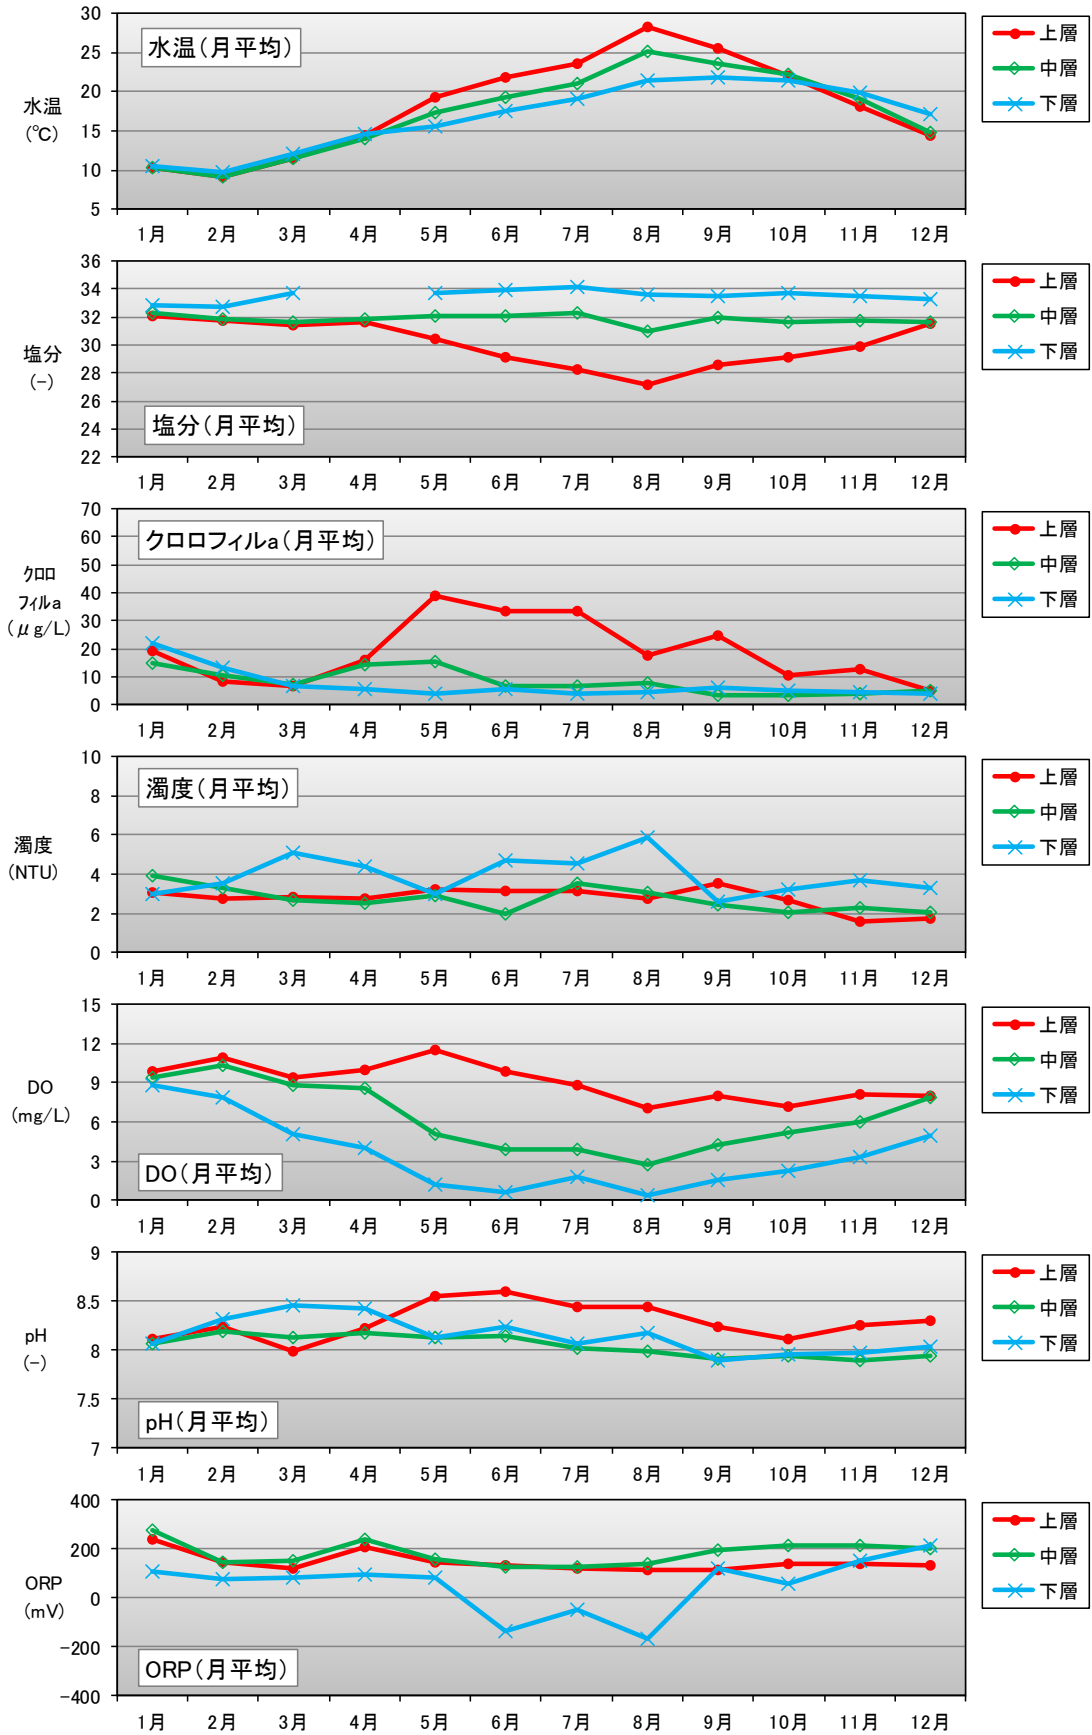 30
25
20
15
10
5
水温(月平均)
水温
(℃)
1月 2月 3月 4月 5月 6月 7月 8月 9月 10月 11月 12月
上層
中層
下層
36
34
32
30
28
26
24
22
塩分
(-)
塩分(月平均)
1月 2月 3月 4月 5月 6月 7月 8月 9月 10月 11月 12月
上層
中層
下層
70
60
50
40
30
20
10
0
クロロフィルa(月平均)
クロロ
フィルa
(μg/L)
1月 2月 3月 4月 5月 6月 7月 8月 9月 10月 11月 12月
上層
中層
下層
10
8
6
4
2
0
濁度(月平均)
濁度
(NTU)
1月 2月 3月 4月 5月 6月 7月 8月 9月 10月 11月 12月
上層
中層
下層
15
12
9
6
3
0
DO
(mg/L)
DO(月平均)
1月 2月 3月 4月 5月 6月 7月 8月 9月 10月 11月 12月
上層
中層
下層
9
8.5
8
7.5
7
pH
(-)
pH(月平均)
1月 2月 3月 4月 5月 6月 7月 8月 9月 10月 11月 12月
上層
中層
下層
400
200
0
-200
-400
ORP
(mV)
ORP(月平均)
1月 2月 3月 4月 5月 6月 7月 8月 9月 10月 11月 12月
上層
中層
下層